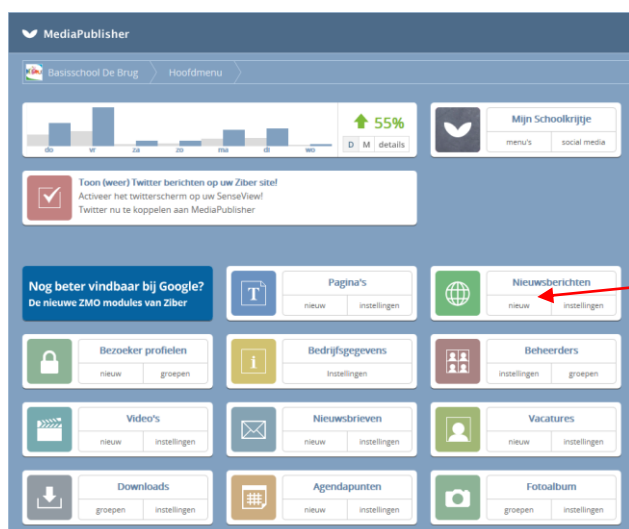 MediaPublisher
Basisschool De Brug Hoofdmenu
55%
D M details
do vr za zo ma di wo
Mijn Schoolkrijtje
menu's social media
Toon (weer) Twitter berichten op uw Ziber site!
Activeer het twitterscherm op uw SenseView!
Twitter nu te koppelen aan MediaPublisher
Nog beter vindbaar bij Google?
De nieuwe ZMO modules van Ziber
T
Pagina's
nieuw instellingen
Nieuwsberichten
nieuw instellingen
Bezoeker profielen
nieuw groepen
i
Bedrijfsgegevens
Instellingen
Beheerders
instellingen groepen
Video's
nieuw instellingen
Nieuwsbrieven
nieuw instellingen
Vacatures
nieuw instellingen
Downloads
groepen instellingen
Agendapunten
nieuw instellingen
Fotoalbum
groepen instellingen